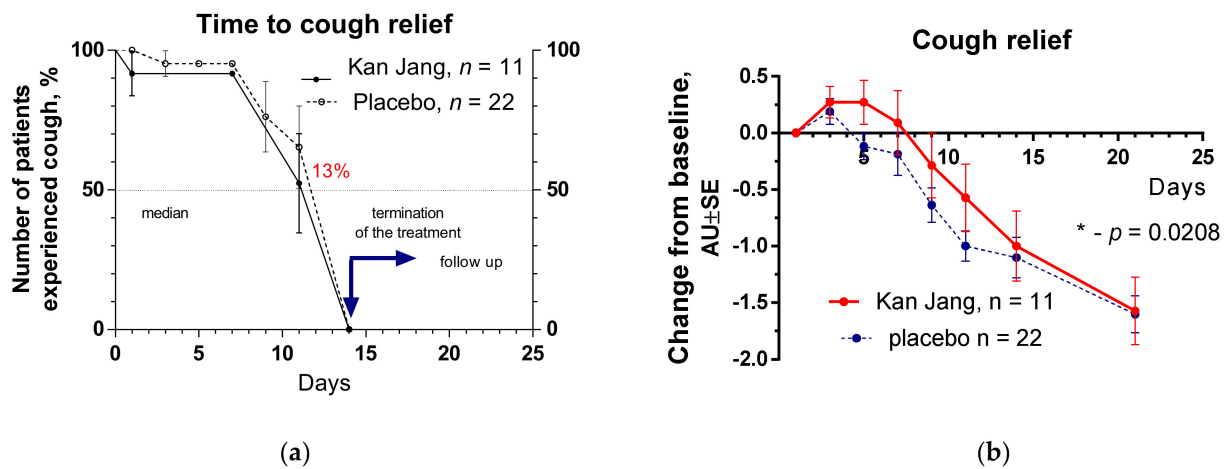 Time to cough relief
Number of patients
experienced cough, %
100
50
0
100
50
0
Kan Jang, n = 11
Placebo, n = 22
13%
median
termination
of the treatment
follow up
0
5
10
15
20
25
Days
(a)
Cough relief
Change from baseline,
AU±SE
0.5
0.0
-0.5
-1.0
-1.5
-2.0
5
10
15
20
25
Days
* - p = 0.0208
Kan Jang, n = 11
placebo n = 22
(b)